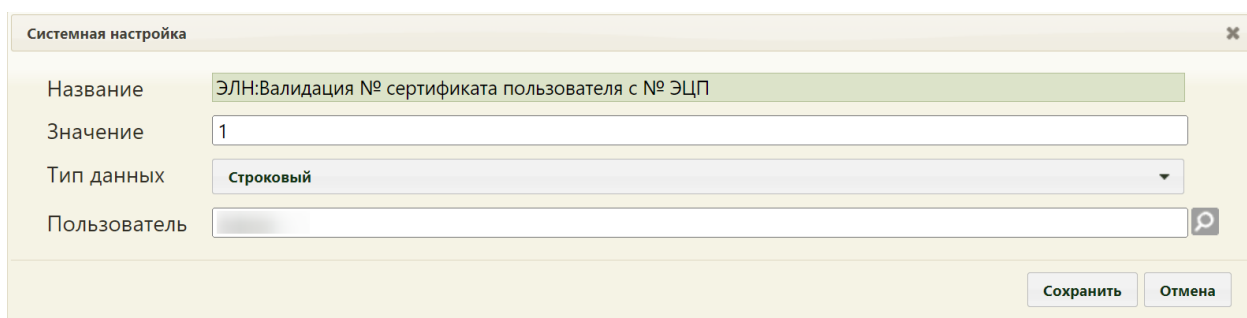 Системная настройка
Название ЭЛН:Валидация № сертификата пользователя с № ЭЦП
Значение 1
Тип данных Строковый
Пользователь
Сохранить Отмена